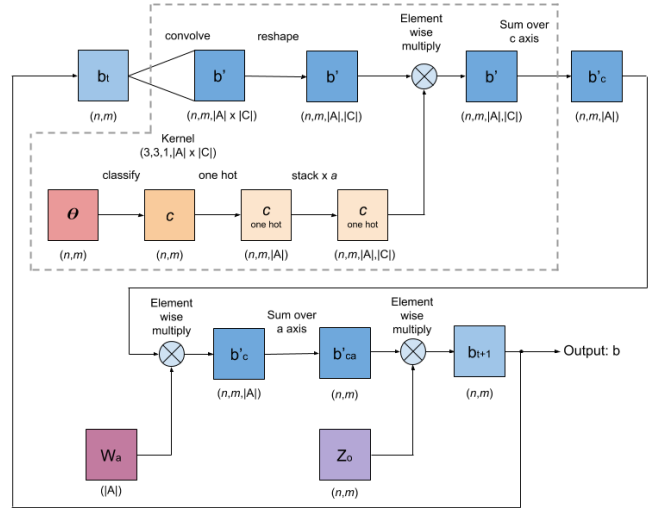 convolve
reshape
Element
wise
multiply
Sum over
c axis
bt
b'
b'
b'
b'c
(n,m)
(n,m,|A| x |C|)
(n,m,|A|,|C|)
(n,m,|A|,|C|)
(n,m,|A|)
Kernel
(3,3,1,|A| x |C|)
classify
one hot
stack x a
Θ
c
c
one hot
c
one hot
(n,m)
(n,m)
(n,m,|A|)
(n,m,|A|,|C|)
Element
wise
multiply
Sum over
a axis
Element
wise
multiply
b'c
b'ca
bt+1
Output: b
(n,m,|A|)
(n,m)
(n,m)
Wa
Zo
(|A|)
(n,m)